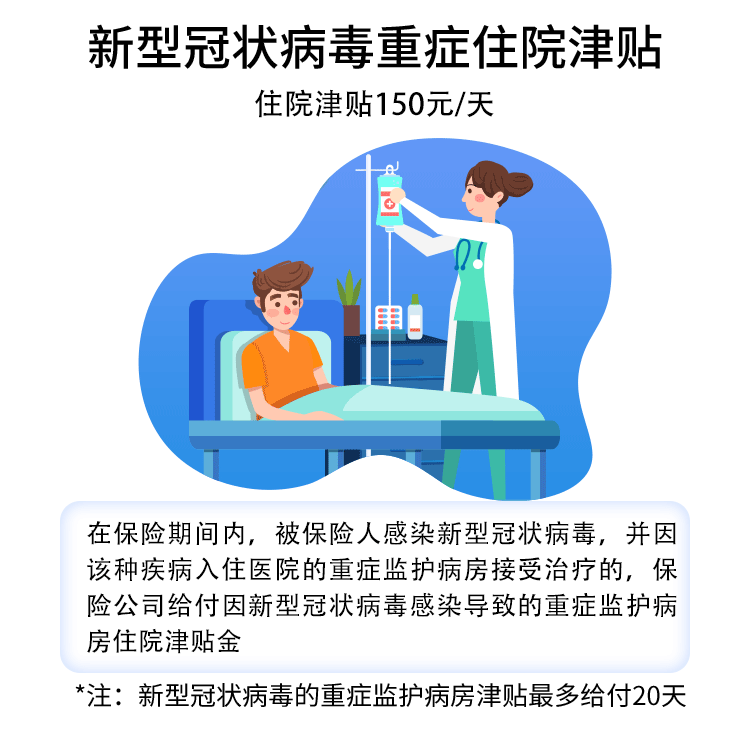 新型冠状病毒重症住院津贴
住院津贴150元/天
在保险期间内，被保险人感染新型冠状病毒，并因
该种疾病入住医院的重症监护病房接受治疗的，保
险公司给付因新型冠状病毒感染导致的重症监护病
房住院津贴金
*注：新型冠状病毒的重症监护病房津贴最多给付20天